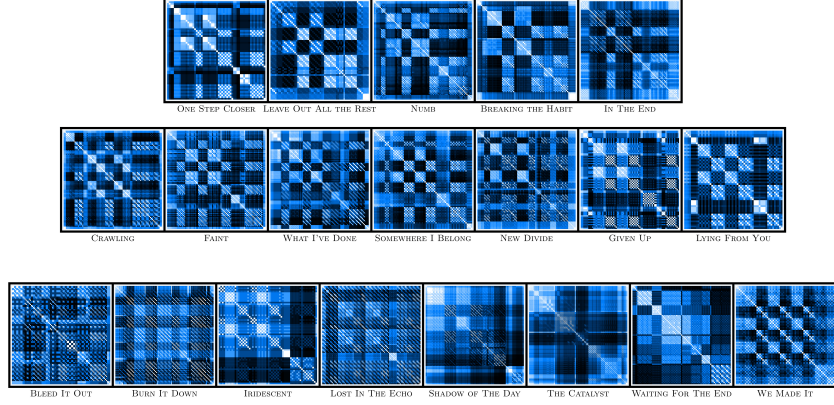 ONE STEP CLOSER LEAVE OUT ALL THE REST NUMB BREAKING THE HABIT IN THE END
CRAWLING FAINT WHAT I'VE DONE SOMEWHERE I BELONG NEW DIVIDE GIVEN UP LYING FROM YOU
BLEED IT OUT BURN IT DOWN IRIDESCENT LOST IN THE ECHO SHADOW OF THE DAY THE CATALYST WAITING FOR THE END WE MADE IT